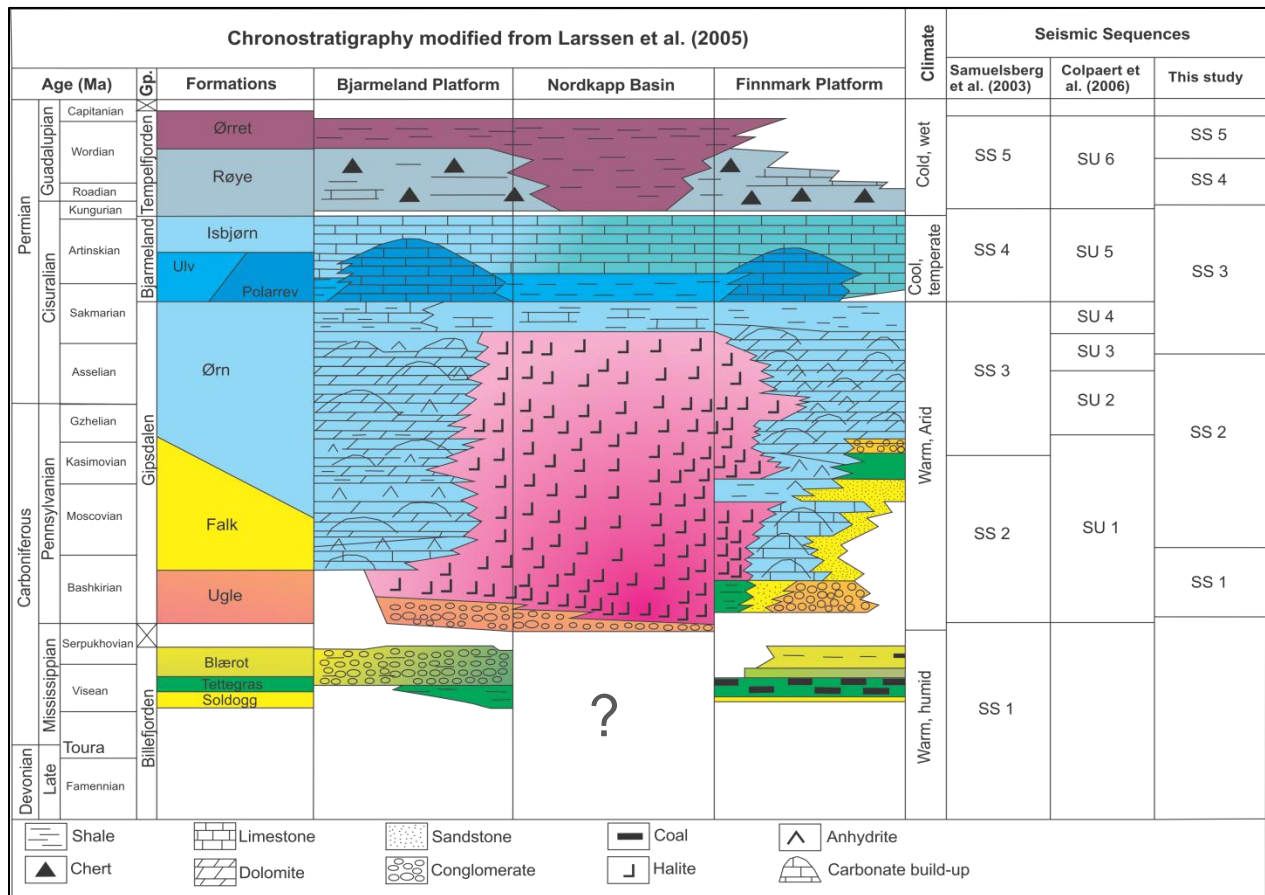 Chronostratigraphy modified from Larssen et al. (2005)
Climate
Seismic Sequences
Age (Ma)
Gp.
Formations
Bjarmeland Platform
Nordkapp Basin
Finnmark Platform
Samuelsberg
et al. (2003)
Colpaert et
al. (2006)
This study
Permian
Carboniferous
Devonian
Guadalupian
Cisuralian
Pennsylvanian
Mississippian
Late
Capitanian
Wordian
Roadian
Kungurian
Artinskian
Sakmarian
Asselian
Gzhelian
Kasimovian
Moscovian
Bashkirian
Serpukhovian
Visean
Toura
Famennian
Tempelfjorden
Bjarmeland
Gipsdalen
Billefjorden
Ørret
Røye
Isbjørn
Ulv
Polarrev
Ørn
Falk
Ugle
Blærot
Tettegras
Soldogg
?
Cold, wet
Cool,
temperate
Warm, Arid
Warm, humid
SS 5
SS 4
SS 3
SS 2
SS 1
SU 6
SU 5
SU 4
SU 3
SU 2
SU 1
SS 5
SS 4
SS 3
SS 2
SS 1
Shale
Limestone
Sandstone
Coal
Anhydrite
Chert
Dolomite
Conglomerate
Halite
Carbonate build-up